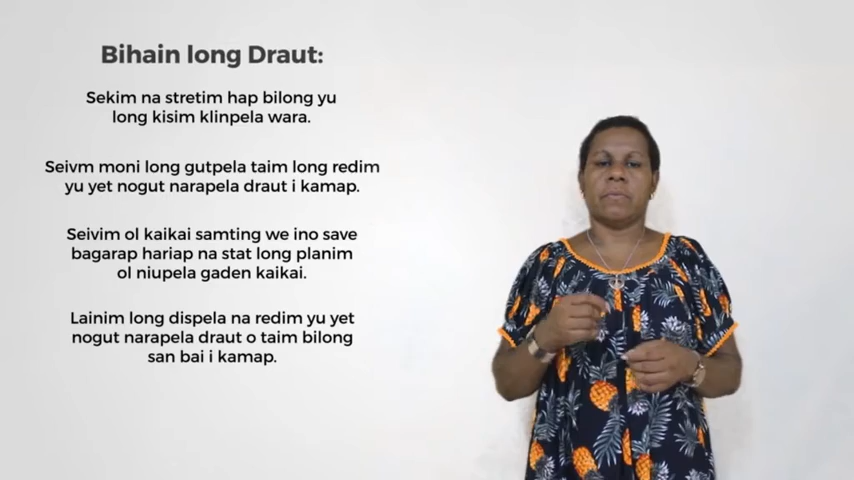 Bihain long Draut:
Sekim na stretim hap bilong yu
long kisim klinpela wara.
Seivm moni long gutpela taim long redim
yu yet nogut narapela draut i kamap.
Seivim ol kaikai samting we ino save
bagarap hariap na stat long planim
ol niupela gaden kaikai.
Lainim long dispela na redim yu yet
nogut narapela draut o taim bilong
san bai i kamap.